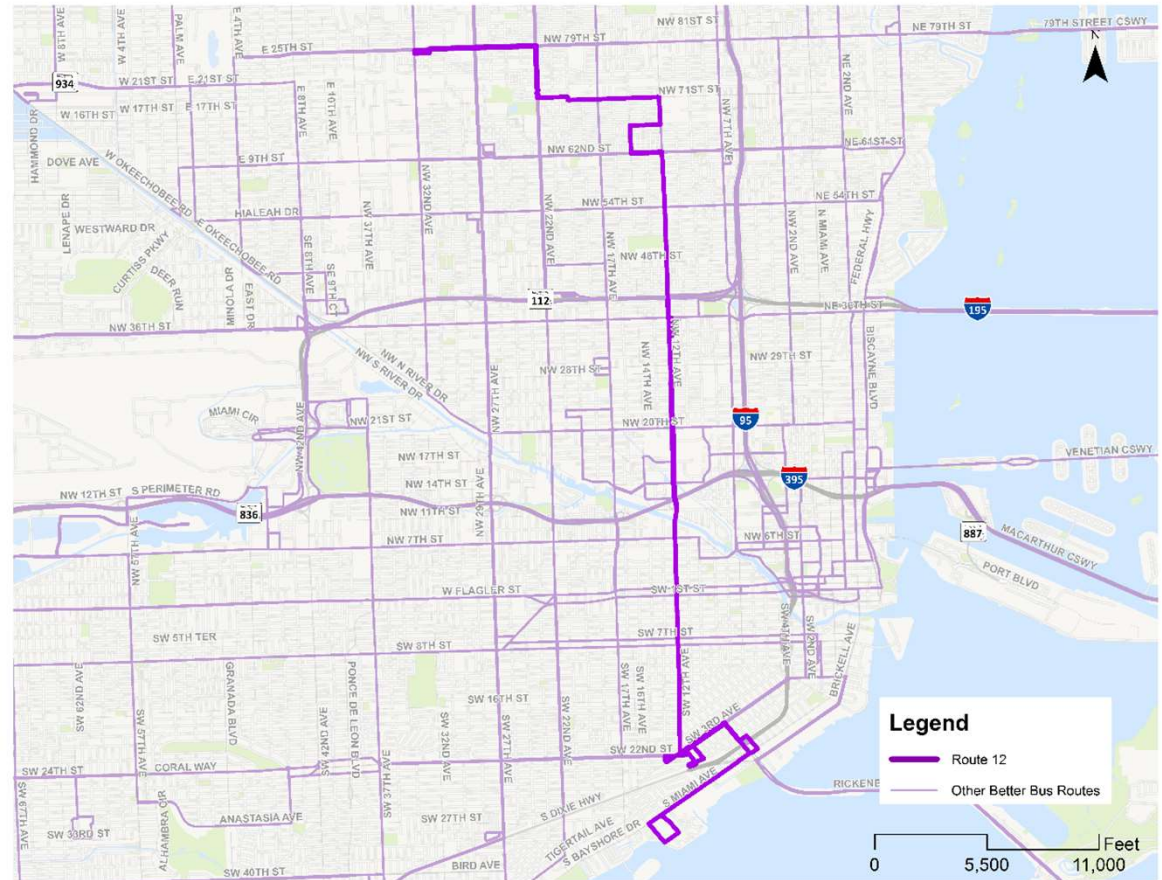 W 8TH AVE
W 4TH AVE
PALM AVE
E 4TH AVE
E 25TH ST
NW 81ST ST
NW 79TH ST
NE 79TH ST
79TH STREET CSWY
N
934
W 21ST ST
E 21ST ST
W 17TH ST
E 17TH ST
W 16TH ST
E 8TH AVE
E 10TH AVE
NW 71ST ST
NW 7TH AVE
NE 2ND AVE
HAMMOND DR
DOVE AVE
W OKEECHOBEE RD
E 9TH ST
NW 62ND ST
NE 61ST ST
LENAPE DR
WESTWARD DR
CURTISS PKWY
DEER RUN
HIALEAH DR
E OKEECHOBEE RD
MINOLA DR
EAST DR
SE 8TH AVE
SE 9TH CT
NW 37TH AVE
NW 32ND AVE
NW 22ND AVE
NW 17TH AVE
NW 54TH ST
NE 54TH ST
NW 46TH ST
NW 2ND AVE
N MIAMI AVE
FEDERAL HWY
112
195
NW 36TH ST
NW N RIVER DR
NW S RIVER DR
NW 12TH AVE
BISCAYNE BLVD
NW 29TH ST
NW 28TH ST
NW 14TH AVE
NW 27TH AVE
MIAMI CIR
NW 42ND AVE
NW 21ST ST
NW 20TH ST
95
NW 17TH ST
395
VENETIAN CSWY
NW 12TH ST
S PERIMETER RD
NW 14TH ST
836
NW 11TH ST
NW 29TH AVE
887
MACARTHUR CSWY
PORT BLVD
NW 57TH AVE
NW 7TH ST
NW 6TH ST
W FLAGLER ST
SW 1ST ST
SW 5TH TER
SW 7TH ST
SW 8TH ST
SW 4TH AVE
SW 2ND AVE
BRICKELL AVE
SW 62ND AVE
SW 57TH AVE
GRANADA BLVD
PONCE DE LEON BLVD
SW 42ND AVE
SW 37TH AVE
SW 32ND AVE
SW 16TH ST
SW 27TH AVE
SW 22ND AVE
SW 17TH AVE
SW 16TH AVE
SW 12TH AVE
SW 3RD AVE
SW 22ND ST
SW 24TH ST
CORAL WAY
S MIAMI AVE
S DIXIE HWY
SW 67TH AVE
SW 33RD ST
ALHAMBRA CIR
ANASTASIA AVE
SW 27TH ST
TIGERTAIL AVE
S BAYSHORE DR
BIRD AVE
SW 40TH ST
Legend
Route 12
Other Better Bus Routes
Feet
0 5,500 11,000